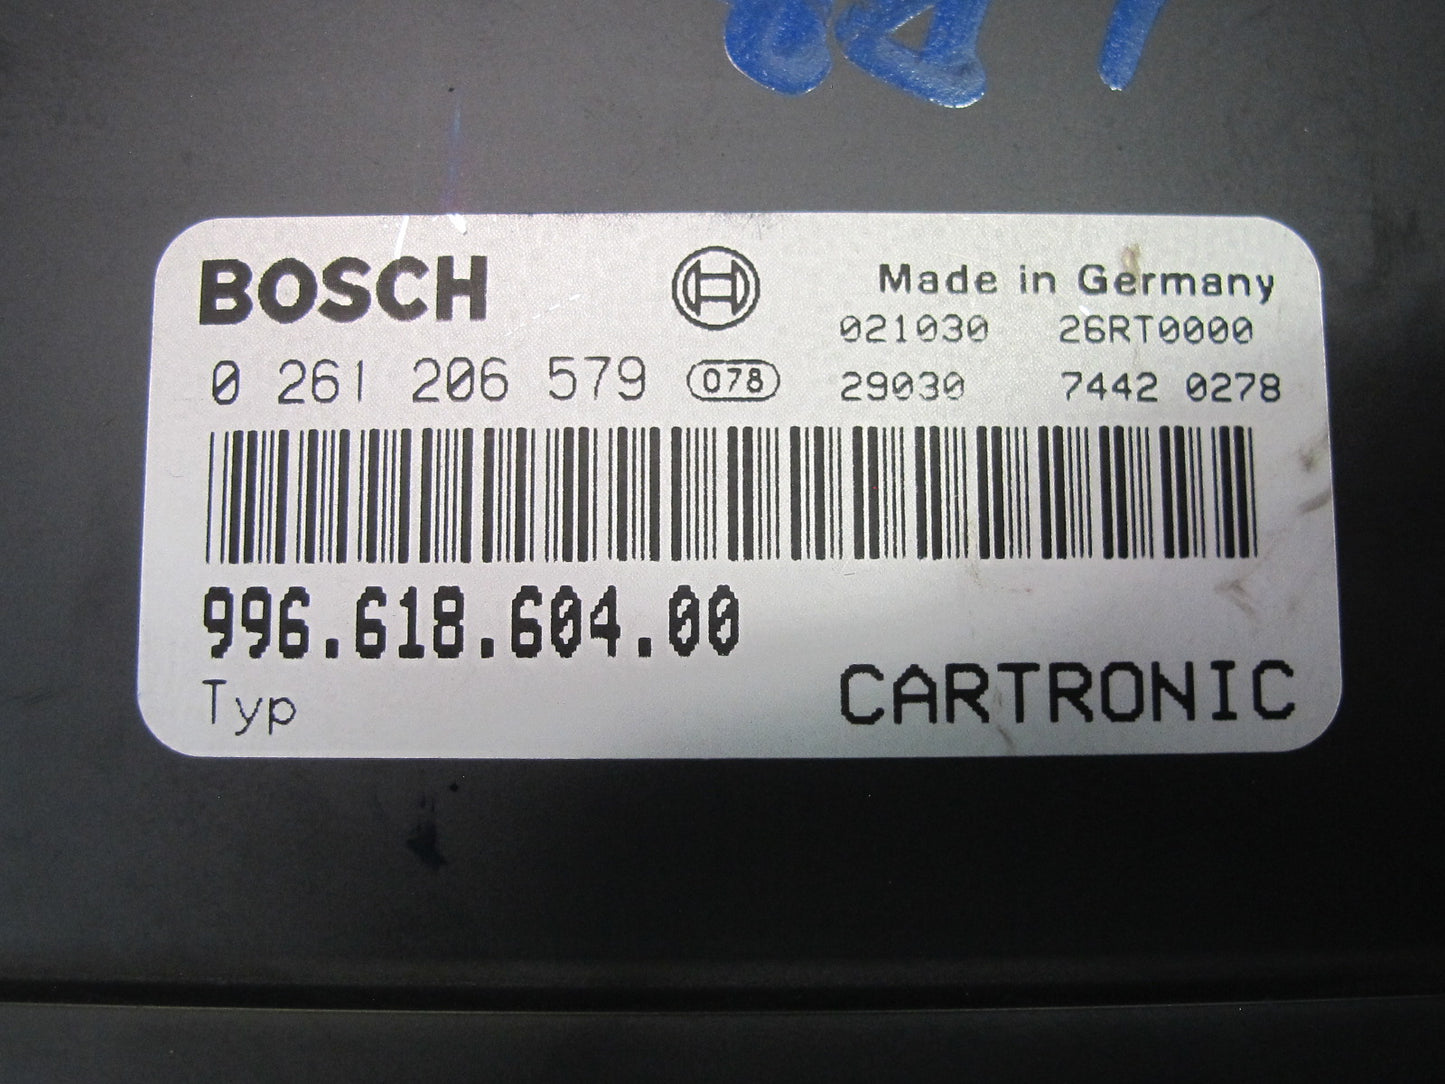 BOSCH
Made in Germany
021030 26RT0000
0 261 206 579 078 29030 7442 0278
996.618.604.00
Typ CARTRONIC